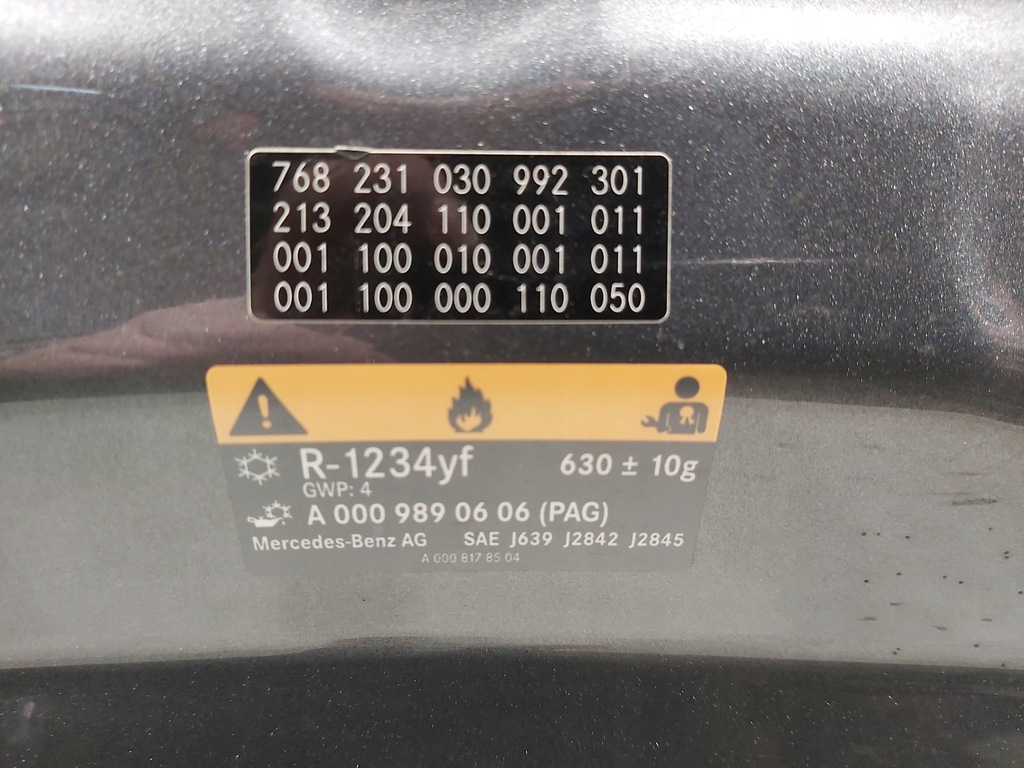 768 231 030 992 301
213 204 110 001 011
001 100 010 001 011
001 100 000 110 050
R-1234yf 630 ± 10g
GWP: 4
A 000 989 06 06 (PAG)
Mercedes-Benz AG SAE J639 J2842 J2845
A 000 817 85 04